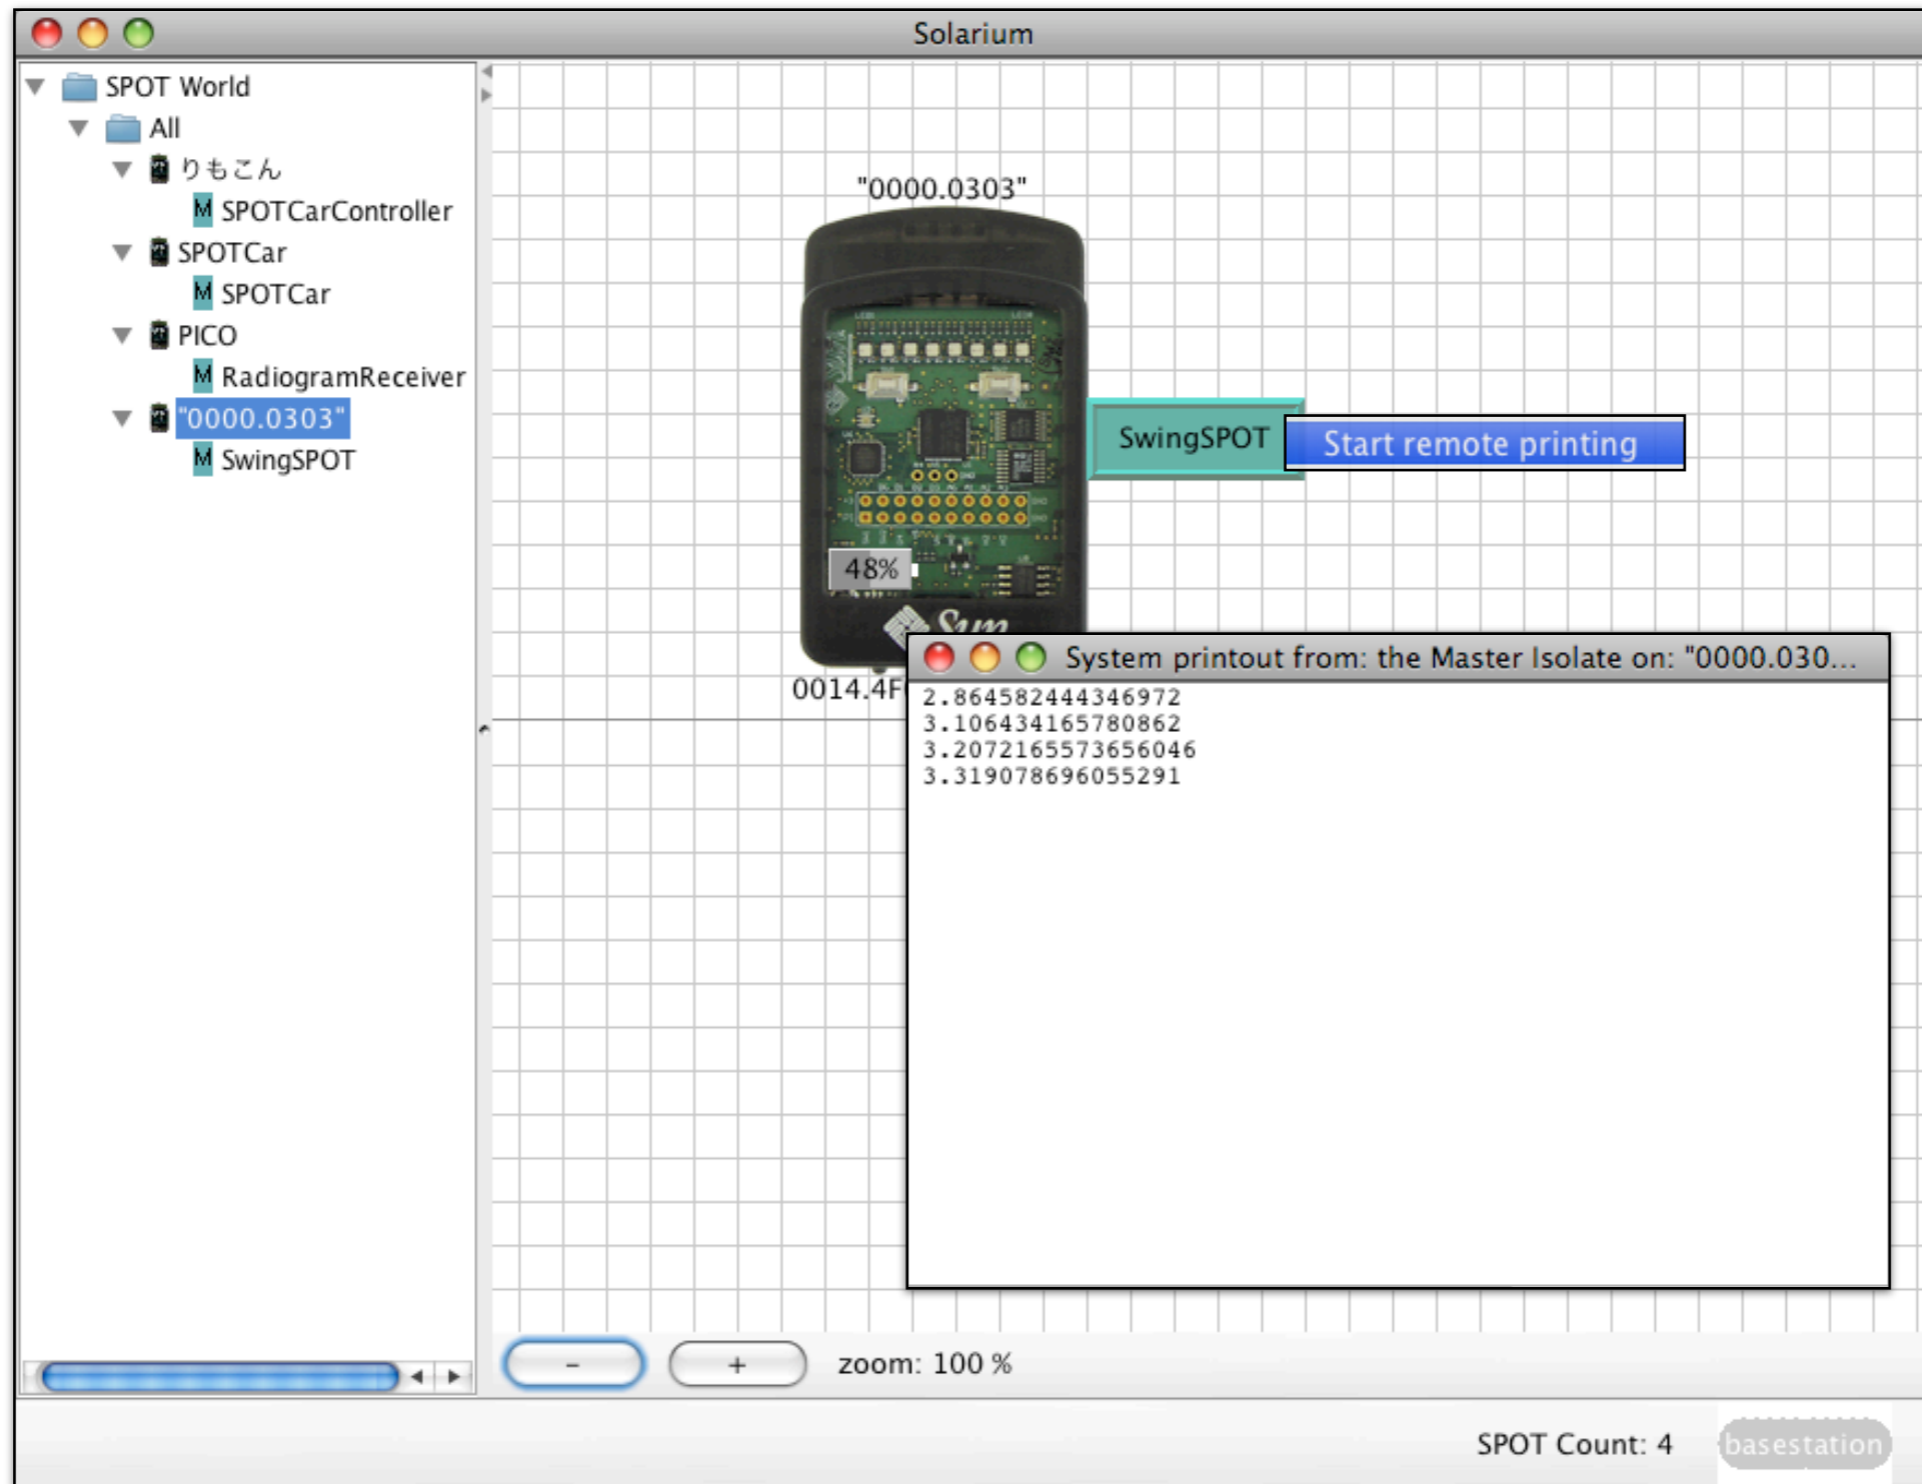 Solarium
SPOT World
All
りもこん
M SPOTCarController
SPOTCar
M SPOTCar
PICO
M RadiogramReceiver
"0000.0303"
M SwingSPOT
"0000.0303"
SwingSPOT
Start remote printing
48%
Sun
0014.4F
System printout from: the Master Isolate on: "0000.030...
2.864582444346972
3.106434165780862
3.2072165573656046
3.319078696055291
- + zoom: 100 %
SPOT Count: 4
basestation